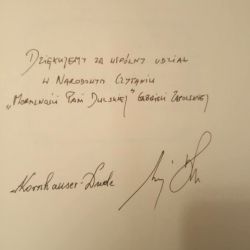 Dziękujemy za wspólny udział
w Narodowym Czytaniu
„Moralności Pani Dulskiej" Gabrieli Zapolskiej
Kornhauser-Duda